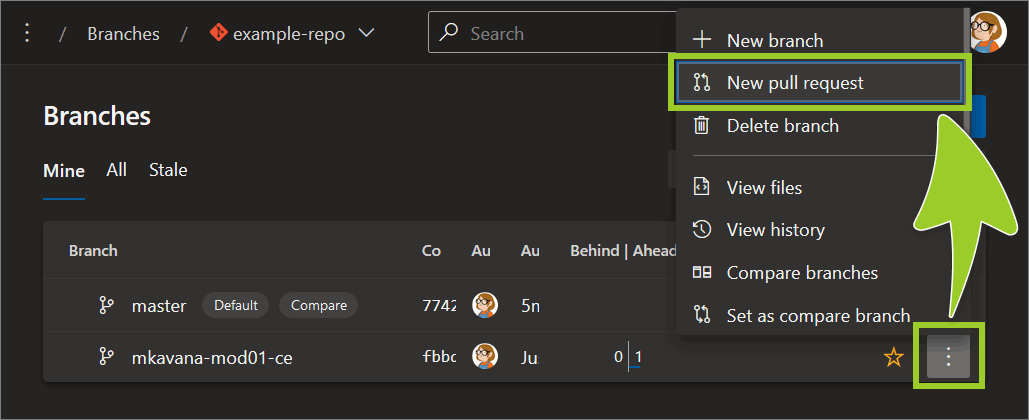 / Branches / example-repo
Search
New branch
New pull request
Delete branch
View files
View history
Compare branches
Set as compare branch
Branches
Mine All Stale
Branch Co Au Au Behind | Ahead
master Default Compare 7742 5m
mkavana-mod01-ce fbbc Jus 0 | 1